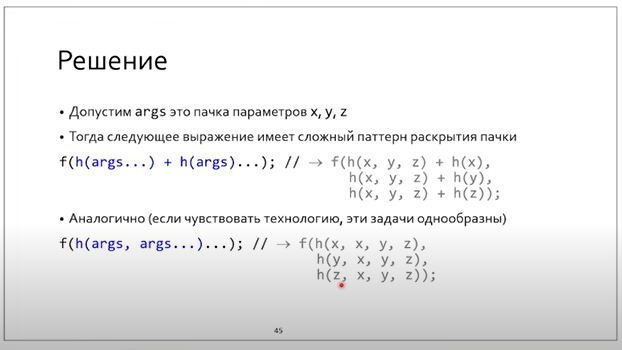 Решение
• Допустим args это пачка параметров x, y, z
• Тогда следующее выражение имеет сложный паттерн раскрытия пачки
f(h(args...) + h(args)...); // → f(h(x, y, z) + h(x),
h(x, y, z) + h(y),
h(x, y, z) + h(z));
• Аналогично (если чувствовать технологию, эти задачи однообразны)
f(h(args, args...)...); // → f(h(x, x, y, z),
h(y, x, y, z),
h(z, x, y, z));
45